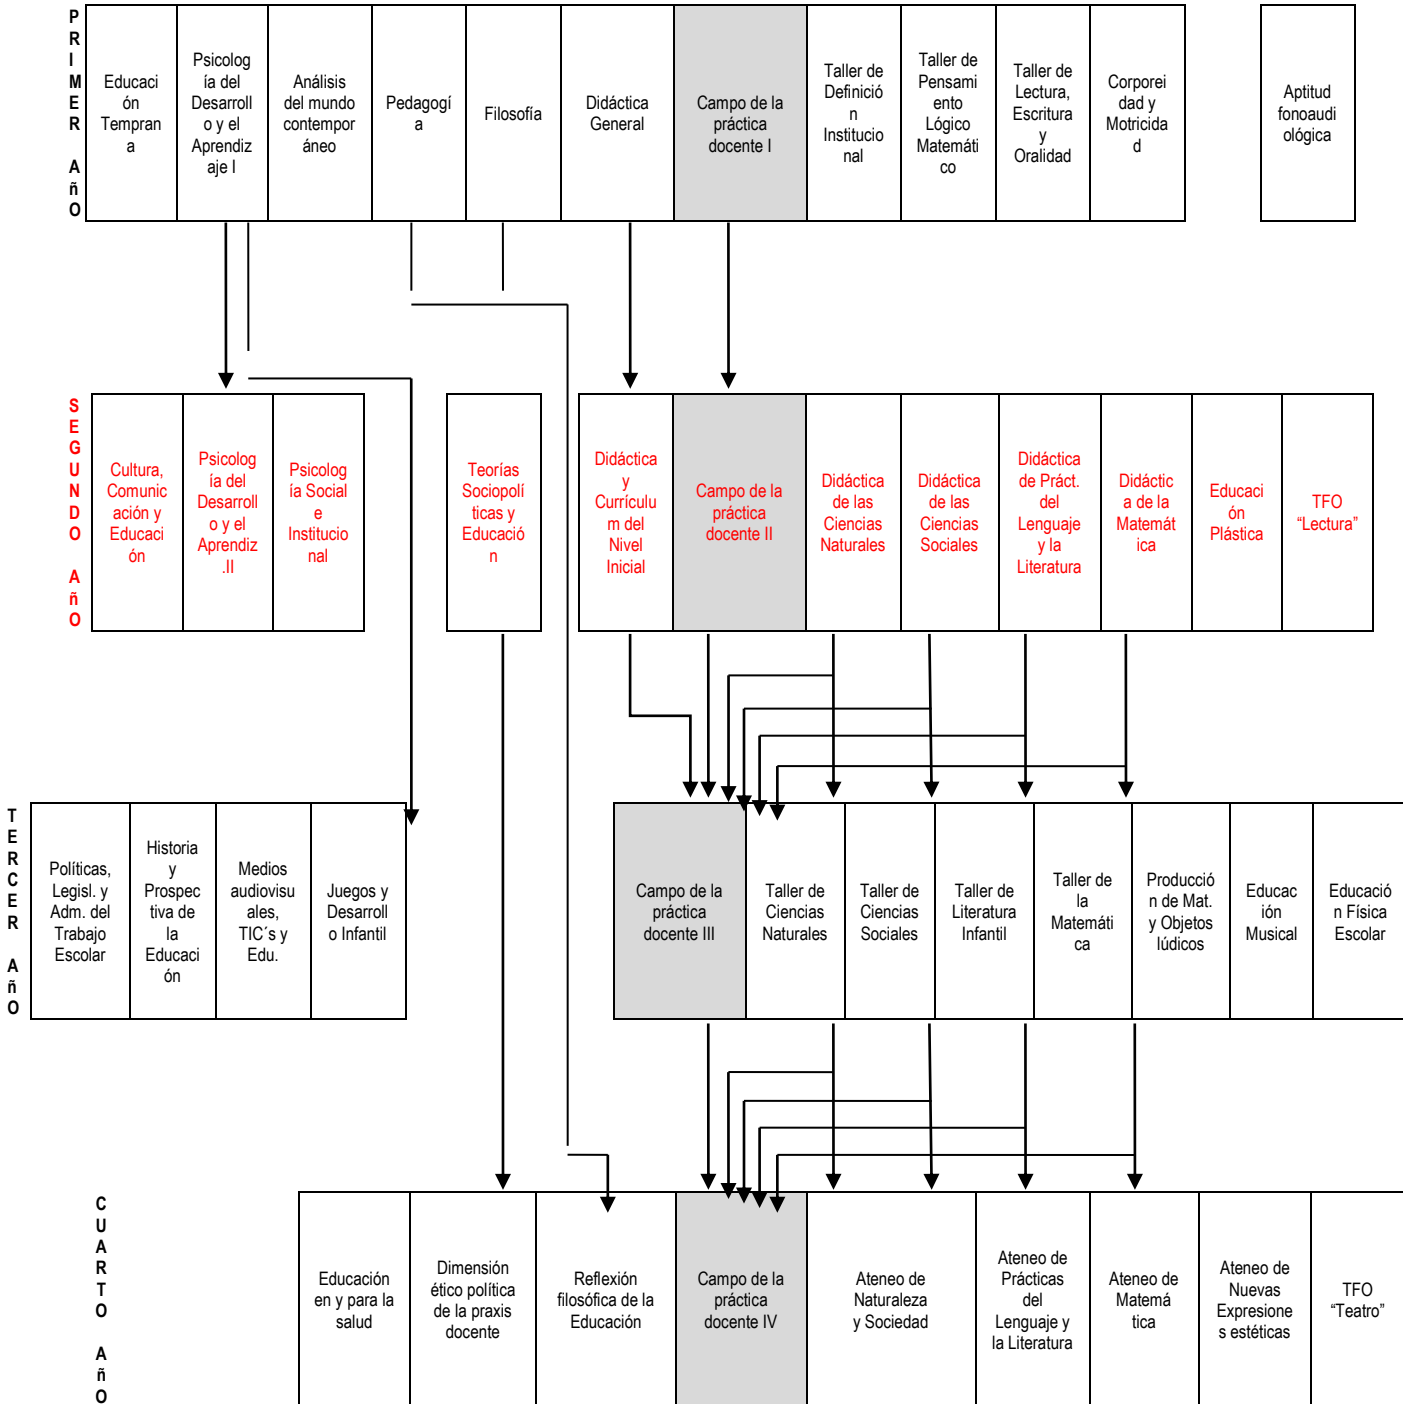 PRIMER Año
Educaci
ón
Tempran
a
Psicolog
ía del
Desarroll
o y el
Aprendiz
aje I
Análisis
del mundo
contempor
áneo
Pedagogí
a
Filosofía
Didáctica
General
Campo de la
práctica
docente I
Taller de
Definició
n
Institucio
nal
Taller de
Pensami
ento
Lógico
Matemáti
co
Taller de
Lectura,
Escritura
y
Oralidad
Corporei
dad y
Motricida
d
Aptitud
fonoaudi
ológica
SEGUNDO Año
Cultura,
Comunic
ación y
Educaci
ón
Psicolog
ía del
Desarroll
o y el
Aprendiz
.II
Psicolog
ía Social
e
Institucio
nal
Teorías
Sociopolí
ticas y
Educació
n
Didáctica
y
Currículu
m del
Nivel
Inicial
Campo de la
práctica
docente II
Didáctica
de las
Ciencias
Naturales
Didáctica
de las
Ciencias
Sociales
Didáctica
de Práct.
del
Lenguaje
y la
Literatura
Didáctic
a de la
Matemát
ica
Educaci
ón
Plástica
TFO
“Lectura”
TERCER Año
Políticas,
Legisl. y
Adm. del
Trabajo
Escolar
Historia
y
Prospec
tiva de
la
Educaci
ón
Medios
audiovisu
ales,
TIC´s y
Edu.
Juegos y
Desarroll
o Infantil
Campo de la
práctica
docente III
Taller de
Ciencias
Naturales
Taller de
Ciencias
Sociales
Taller de
Literatura
Infantil
Taller de
la
Matemáti
ca
Producció
n de Mat.
y Objetos
lúdicos
Educac
ión
Musical
Educació
n Física
Escolar
CUARTO Año
Educación
en y para la
salud
Dimensión
ético política
de la praxis
docente
Reflexión
filosófica de la
Educación
Campo de la
práctica
docente IV
Ateneo de
Naturaleza
y Sociedad
Ateneo de
Prácticas
del
Lenguaje y
la Literatura
Ateneo de
Matemá
tica
Ateneo de
Nuevas
Expresione
s estéticas
TFO
“Teatro”